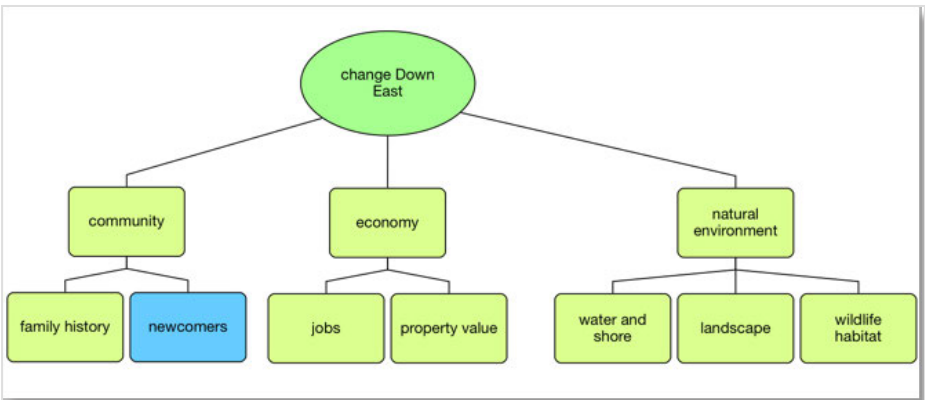 change Down
East
community
economy
natural
environment
family history
newcomers
jobs
property value
water and
shore
landscape
wildlife
habitat